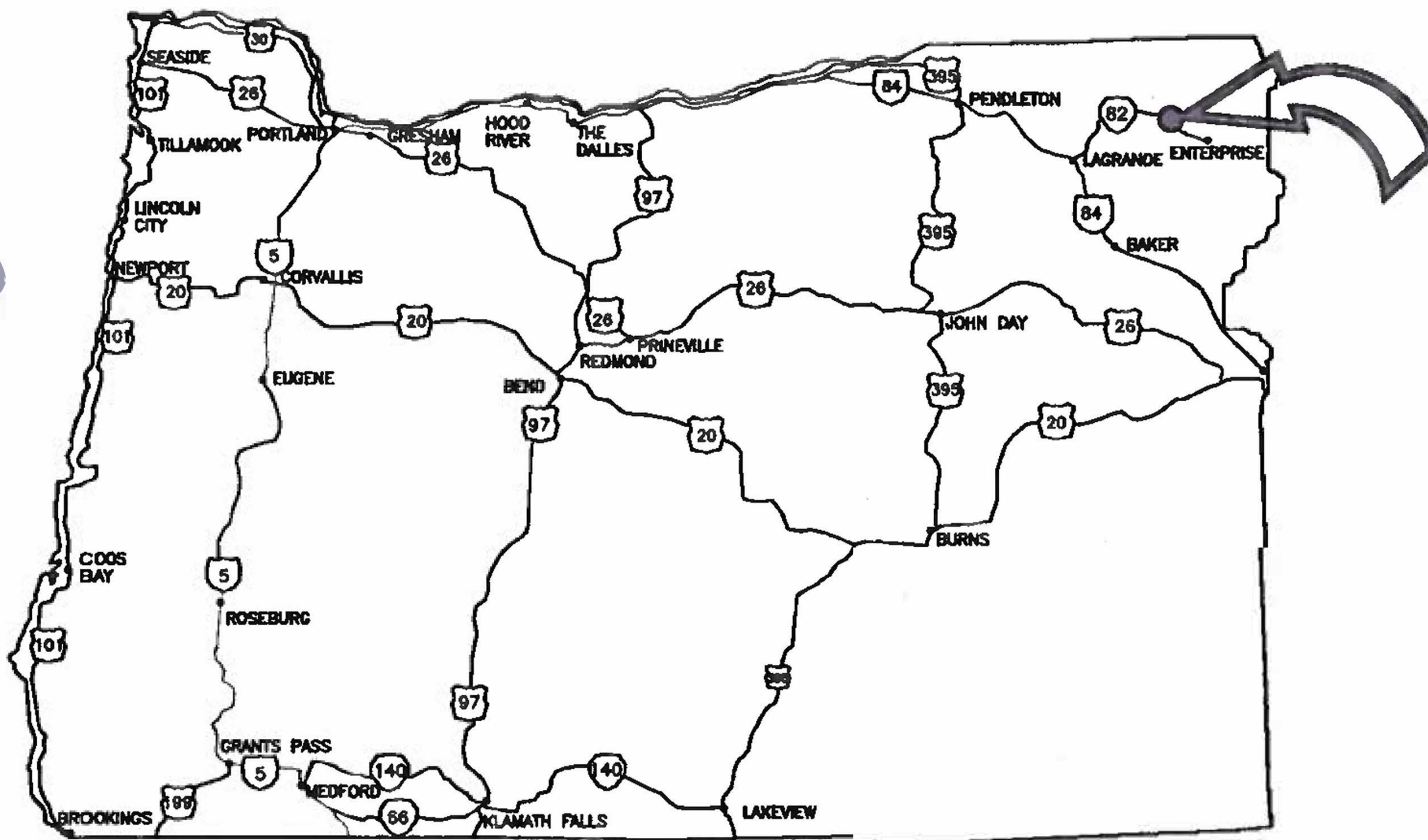 30
SEASIDE
101
26
84
395
PENDLETON
82
PORTLAND
GRESHAM
HOOD
RIVER
THE
DALLES
TILLAMOOK
26
LAGRANDE
ENTERPRISE
97
LINCOLN
CITY
84
395
5
BAKER
NEWPORT
CORVALLIS
20
26
20
26
JOHN DAY
26
101
PRINEVILLE
REDMOND
EUGENE
BEND
395
97
20
20
BURNS
COOS
BAY
5
ROSEBURG
101
97
GRANTS PASS
5
140
140
MEDFORD
199
66
BROOKINGS
KLAMATH FALLS
LAKEVIEW